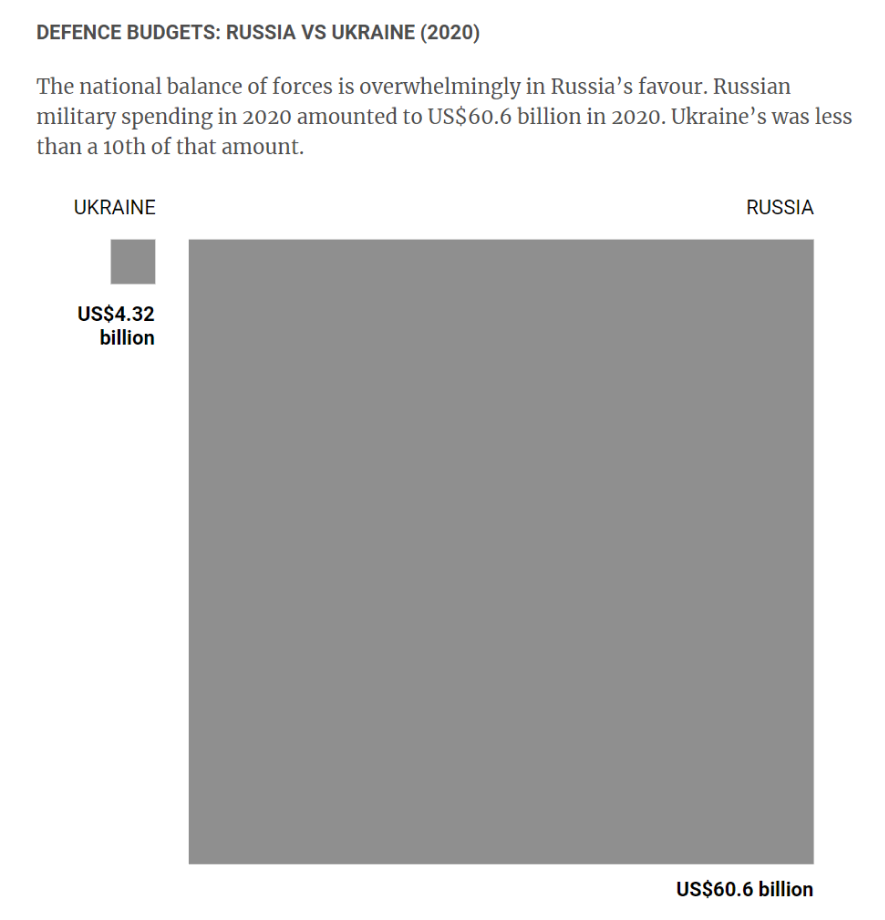 DEFENCE BUDGETS: RUSSIA VS UKRAINE (2020)
The national balance of forces is overwhelmingly in Russia’s favour. Russian
military spending in 2020 amounted to US$60.6 billion in 2020. Ukraine’s was less
than a 10th of that amount.
UKRAINE
RUSSIA
US$4.32
billion
US$60.6 billion